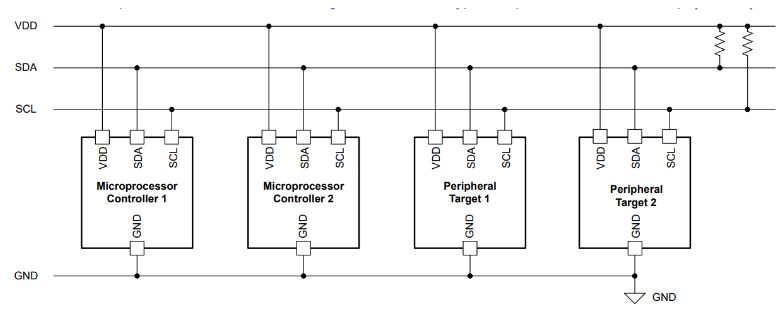 VDD
SDA
SCL
VDD SDA SCL
Microprocessor
Controller 1
GND
VDD SDA SCL
Microprocessor
Controller 2
GND
VDD SDA SCL
Peripheral
Target 1
GND
VDD SDA SCL
Peripheral
Target 2
GND
GND
GND